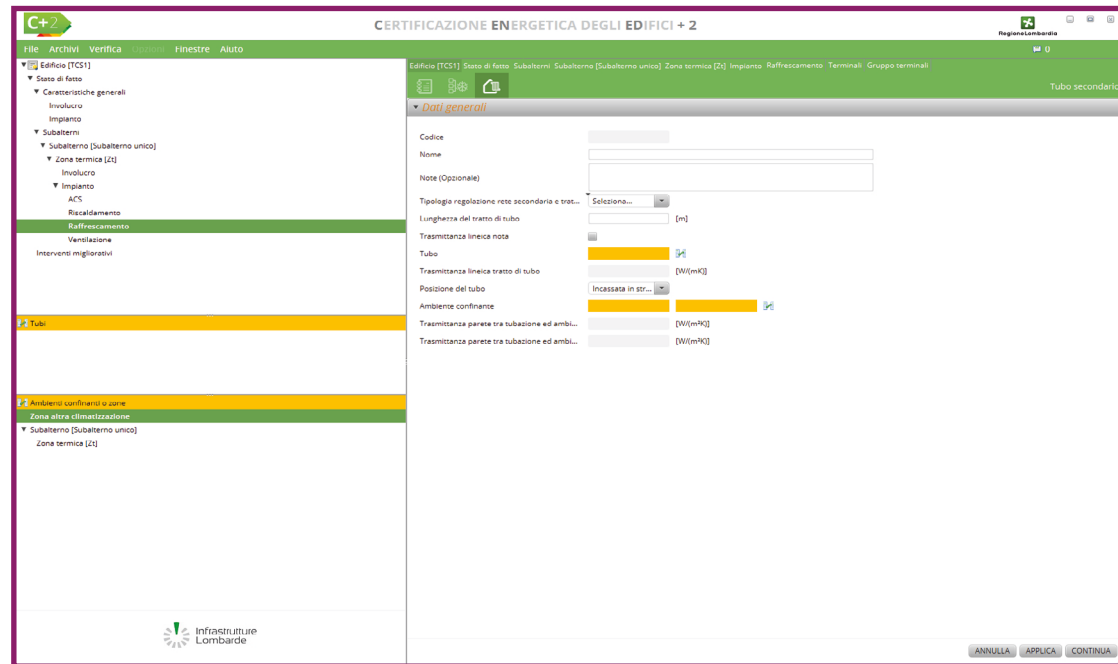 C+2
CERTIFICAZIONE ENERGETICA DEGLI EDIFICI + 2
RegioneLombardia
File Archivi Verifica Opzioni Finestre Aiuto
0
Edificio [TCS1]
Stato di fatto
Caratteristiche generali
Involucro
Impianto
Subalterni
Subalterno [Subalterno unico]
Zona termica [Zt]
Involucro
Impianto
ACS
Riscaldamento
Raffrescamento
Ventilazione
Interventi migliorativi
Tubi
Ambienti confinanti o zone
Zona altra climatizzazione
Subalterno [Subalterno unico]
Zona termica [Zt]
Infrastrutture
Lombarde
Edificio [TCS1] Stato di fatto Subalterni Subalterno [Subalterno unico] Zona termica [Zt] Impianto Raffrescamento Terminali Gruppo terminali
Tubo secondario
Dati generali
Codice
Nome
Note (Opzionale)
Tipologia regolazione rete secondaria e trat... Seleziona...
Lunghezza del tratto di tubo [m]
Trasmittanza lineica nota
Tubo
Trasmittanza lineica tratto di tubo [W/(mK)]
Posizione del tubo Incassata in str...
Ambiente confinante
Trasmittanza parete tra tubazione ed ambi... [W/(m²K)]
Trasmittanza parete tra tubazione ed ambi... [W/(m²K)]
ANNULLA APPLICA CONTINUA